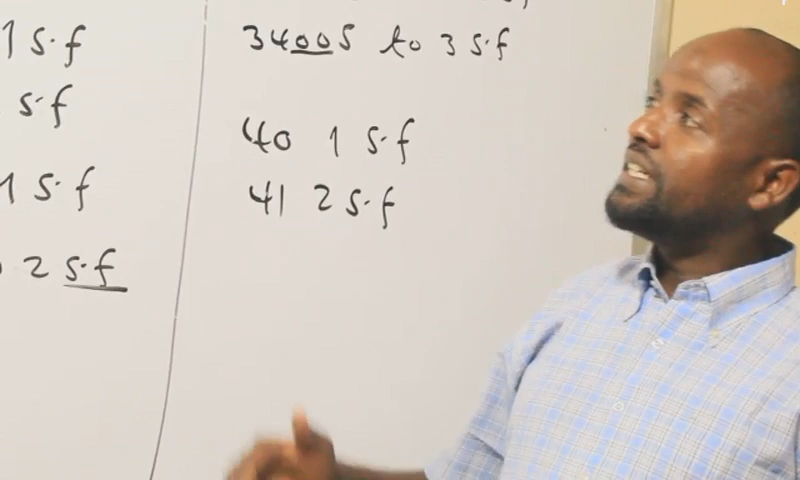 1 s.f
s.f
1 s.f
2 s.f
34005 to 3 s.f
40 1 s.f
41 2 s.f